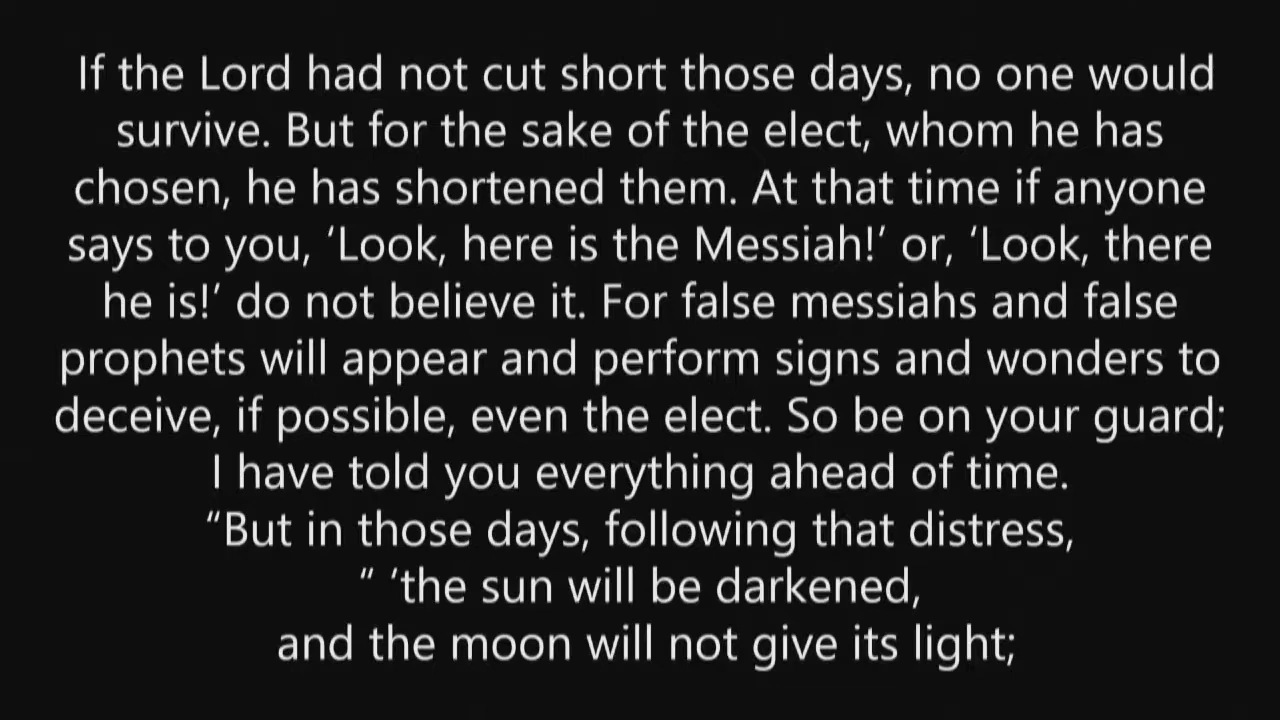 If the Lord had not cut short those days, no one would
survive. But for the sake of the elect, whom he has
chosen, he has shortened them. At that time if anyone
says to you, ‘Look, here is the Messiah!’ or, ‘Look, there
he is!’ do not believe it. For false messiahs and false
prophets will appear and perform signs and wonders to
deceive, if possible, even the elect. So be on your guard;
I have told you everything ahead of time.
“But in those days, following that distress,
“ ‘the sun will be darkened,
and the moon will not give its light;